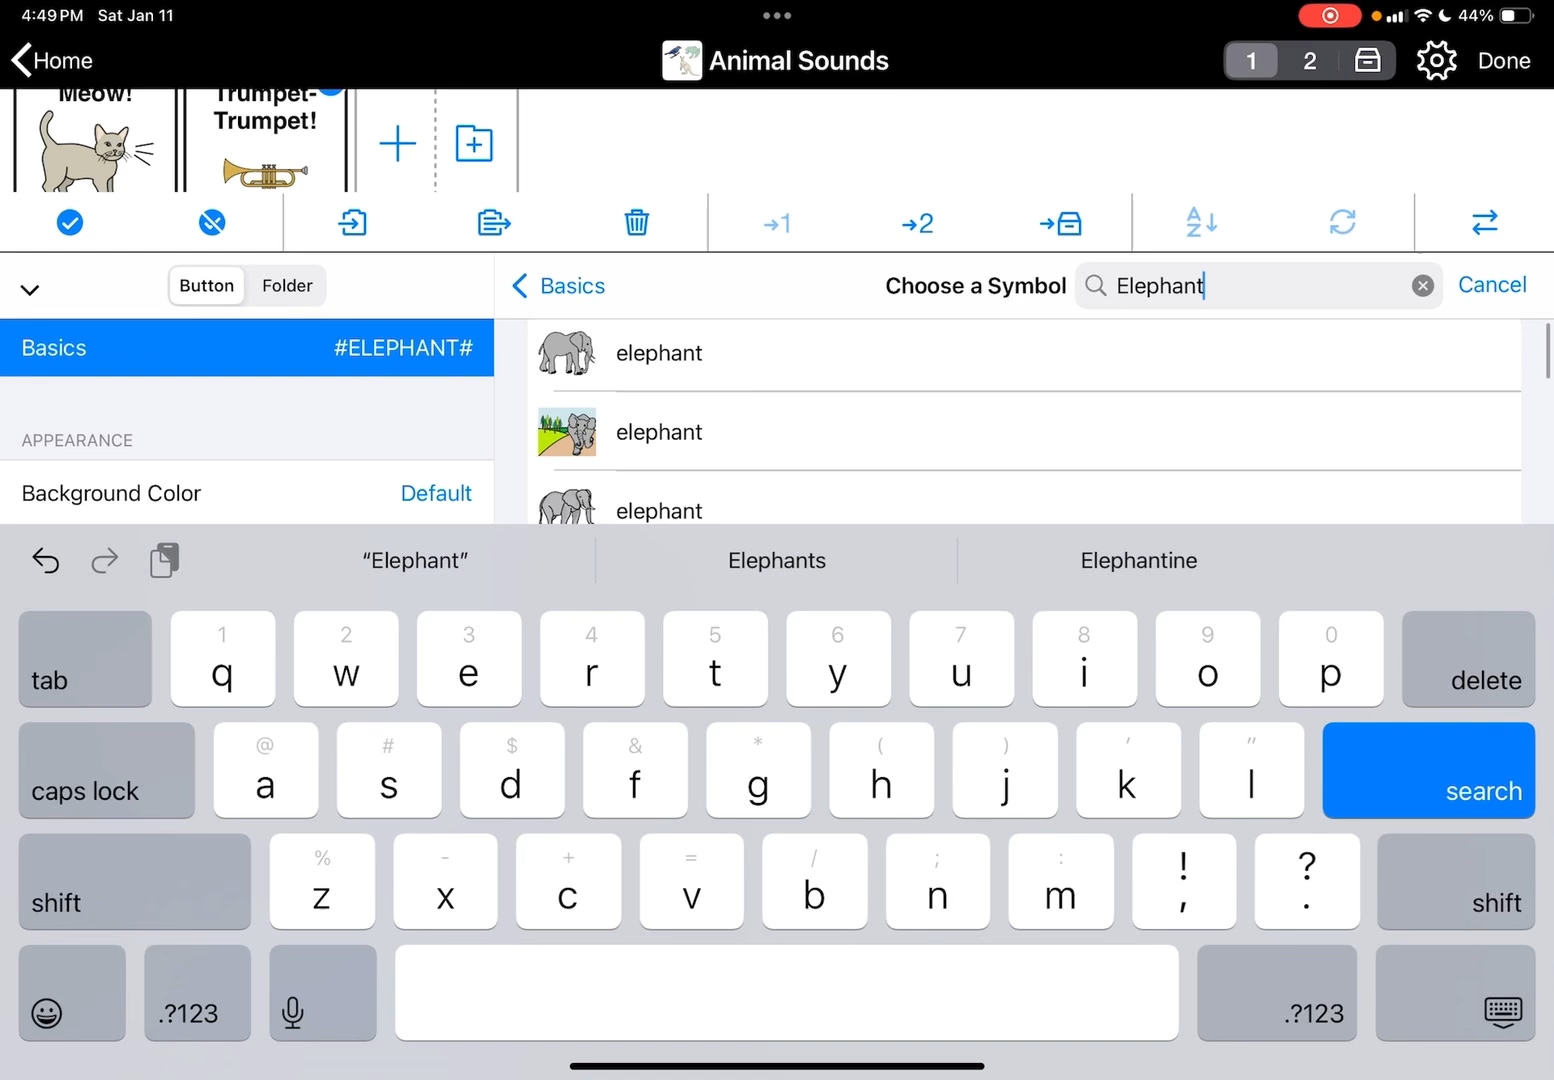 4:49 PM Sat Jan 11
44%
Home
Animal Sounds
1 2
Done
Meow!
Trumpet-
Trumpet!
→1
→2
A
Z
Button Folder
Basics
Choose a Symbol
Elephant
Cancel
Basics #ELEPHANT#
elephant
elephant
elephant
APPEARANCE
Background Color Default
“Elephant” Elephants Elephantine
1 2 3 4 5 6 7 8 9 0
tab q w e r t y u i o p delete
@ # $ & * ( ) ' "
caps lock a s d f g h j k l search
% - + = / ; : ! ?
shift z x c v b n m , . shift
.?123 .?123